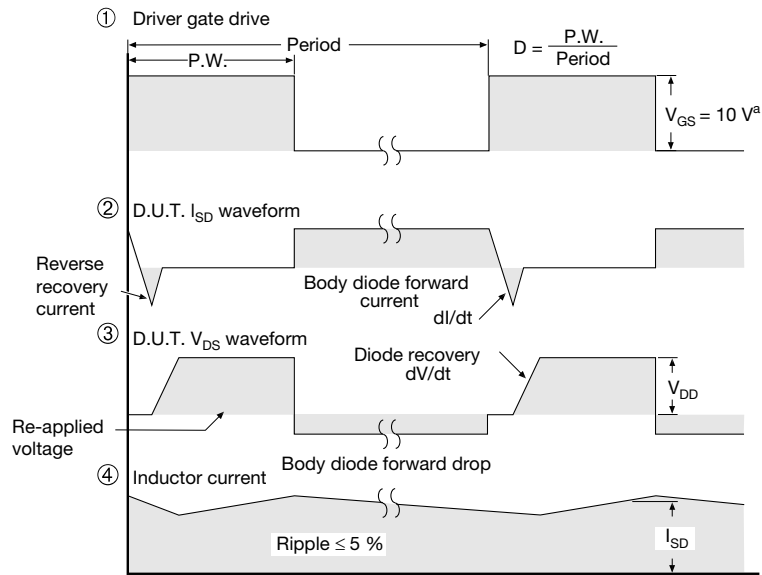 ① Driver gate drive
Period
P.W.
D = P.W. / Period
V_GS = 10 V^a
② D.U.T. I_SD waveform
Reverse
recovery
current
Body diode forward
current
dI/dt
③ D.U.T. V_DS waveform
Diode recovery
dV/dt
V_DD
Re-applied
voltage
Body diode forward drop
④ Inductor current
Ripple ≤ 5 %
I_SD